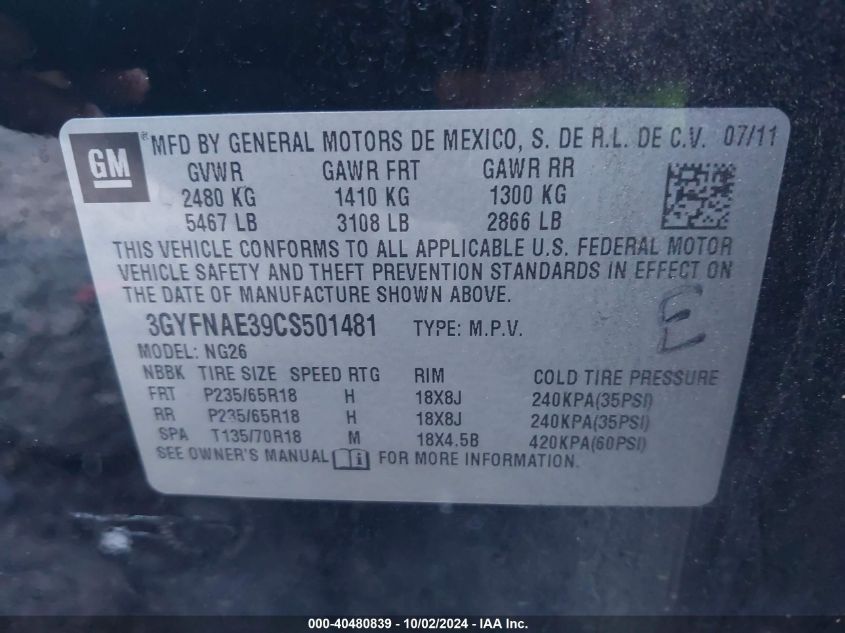 GM ® MFD BY GENERAL MOTORS DE MEXICO, S. DE R.L. DE C.V. 07/11
GVWR GAWR FRT GAWR RR
2480 KG 1410 KG 1300 KG
5467 LB 3108 LB 2866 LB
THIS VEHICLE CONFORMS TO ALL APPLICABLE U.S. FEDERAL MOTOR
VEHICLE SAFETY AND THEFT PREVENTION STANDARDS IN EFFECT ON
THE DATE OF MANUFACTURE SHOWN ABOVE.
3GYFNAE39CS501481 TYPE: M.P.V.
E
MODEL: NG26
NBBK TIRE SIZE SPEED RTG RIM COLD TIRE PRESSURE
FRT P235/65R18 H 18X8J 240KPA(35PSI)
RR P235/65R18 H 18X8J 240KPA(35PSI)
SPA T135/70R18 M 18X4.5B 420KPA(60PSI)
SEE OWNER'S MANUAL i FOR MORE INFORMATION.
000-40480839 - 10/02/2024 - IAA Inc.